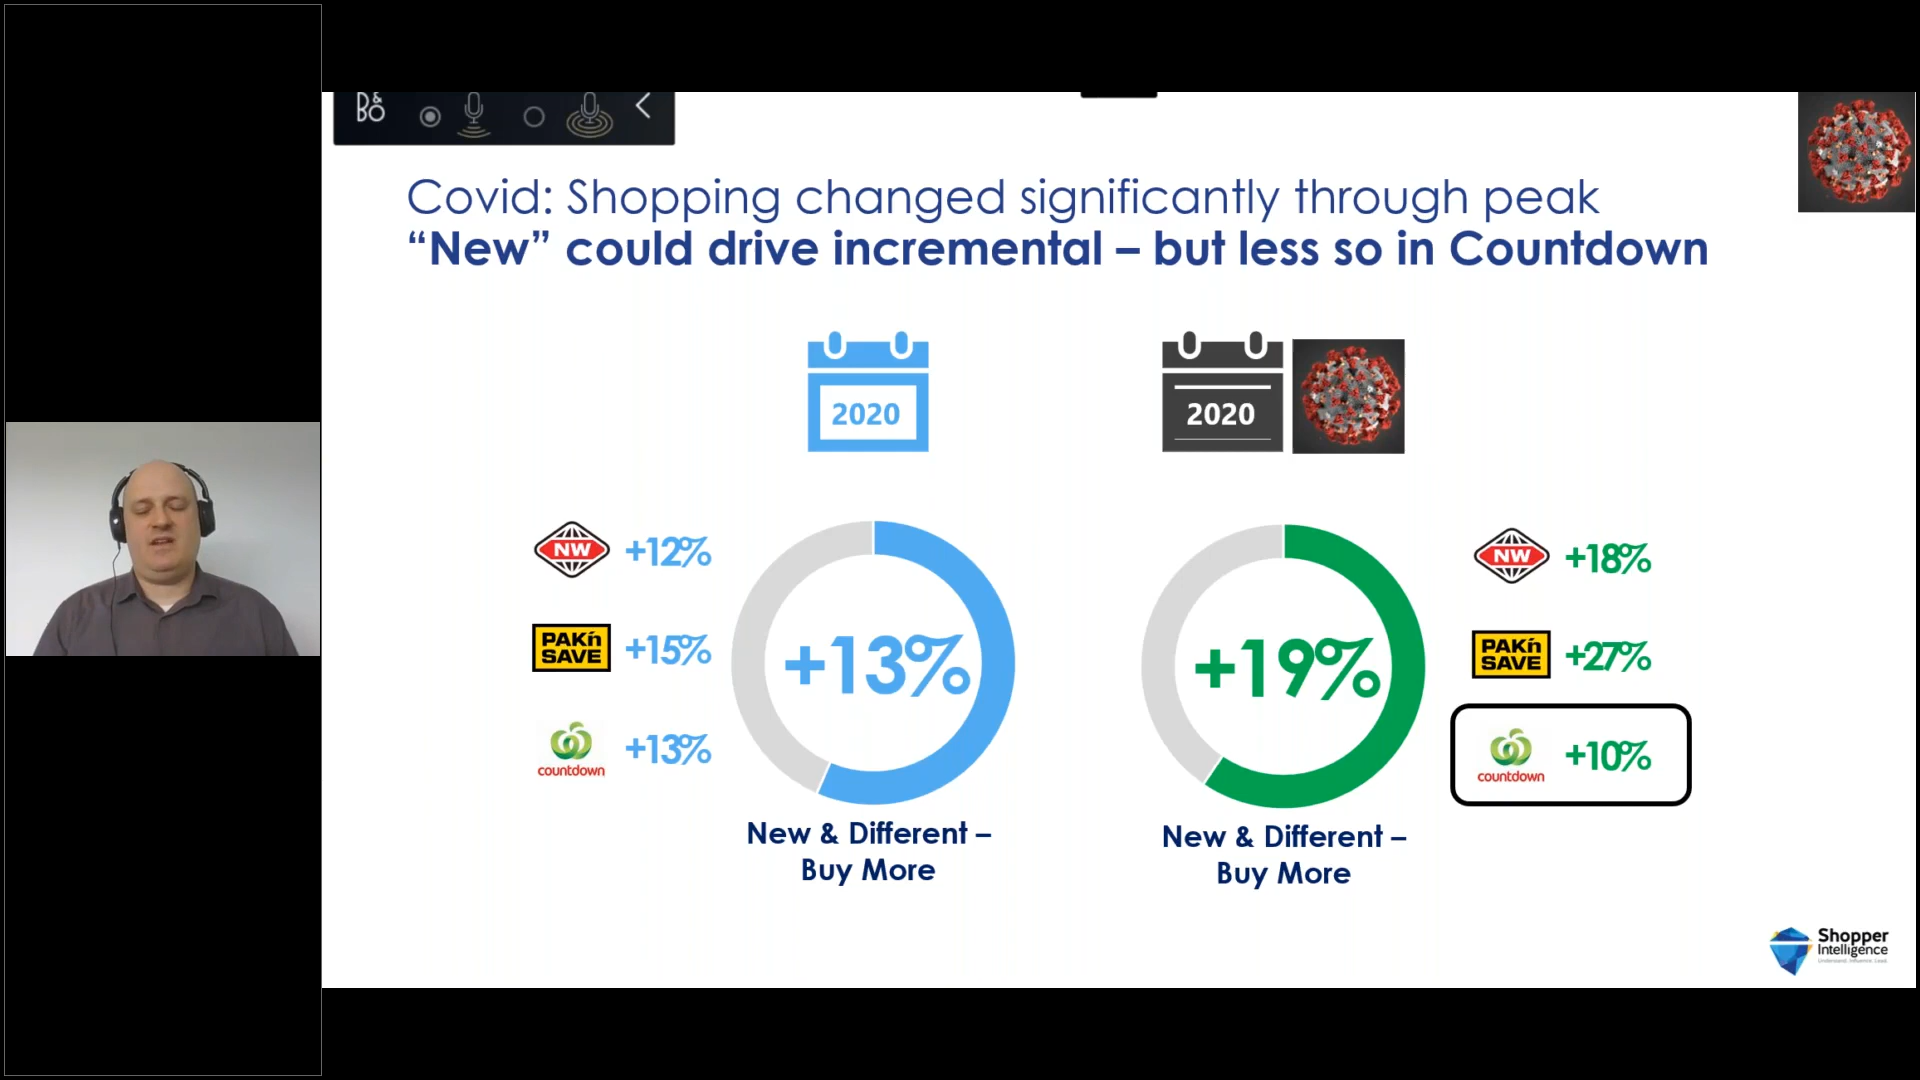 B&O
Covid: Shopping changed significantly through peak
“New” could drive incremental – but less so in Countdown
2020
2020
NW +12%
PAK'n SAVE +15%
countdown +13%
+13%
New & Different –
Buy More
+19%
New & Different –
Buy More
NW +18%
PAK'n SAVE +27%
countdown +10%
Shopper
Intelligence